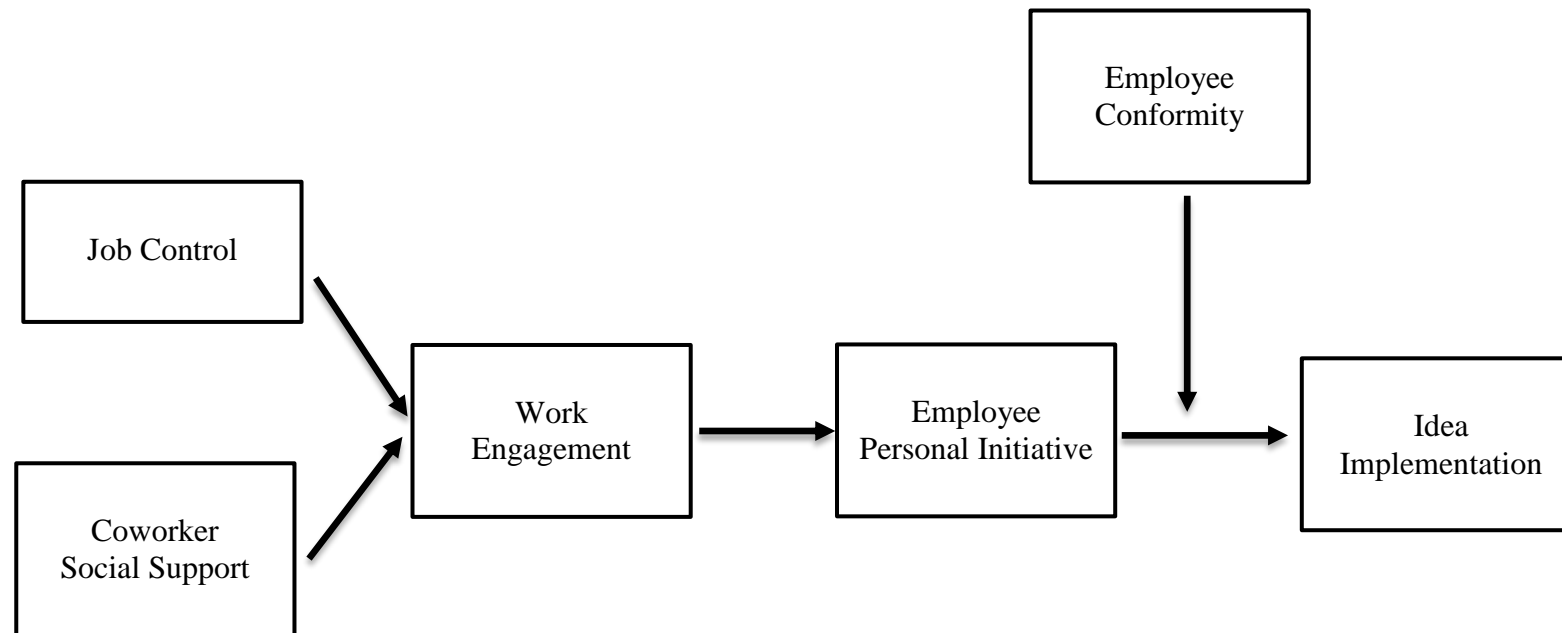 Employee
Conformity
Job Control
Work
Engagement
Employee
Personal Initiative
Idea
Implementation
Coworker
Social Support